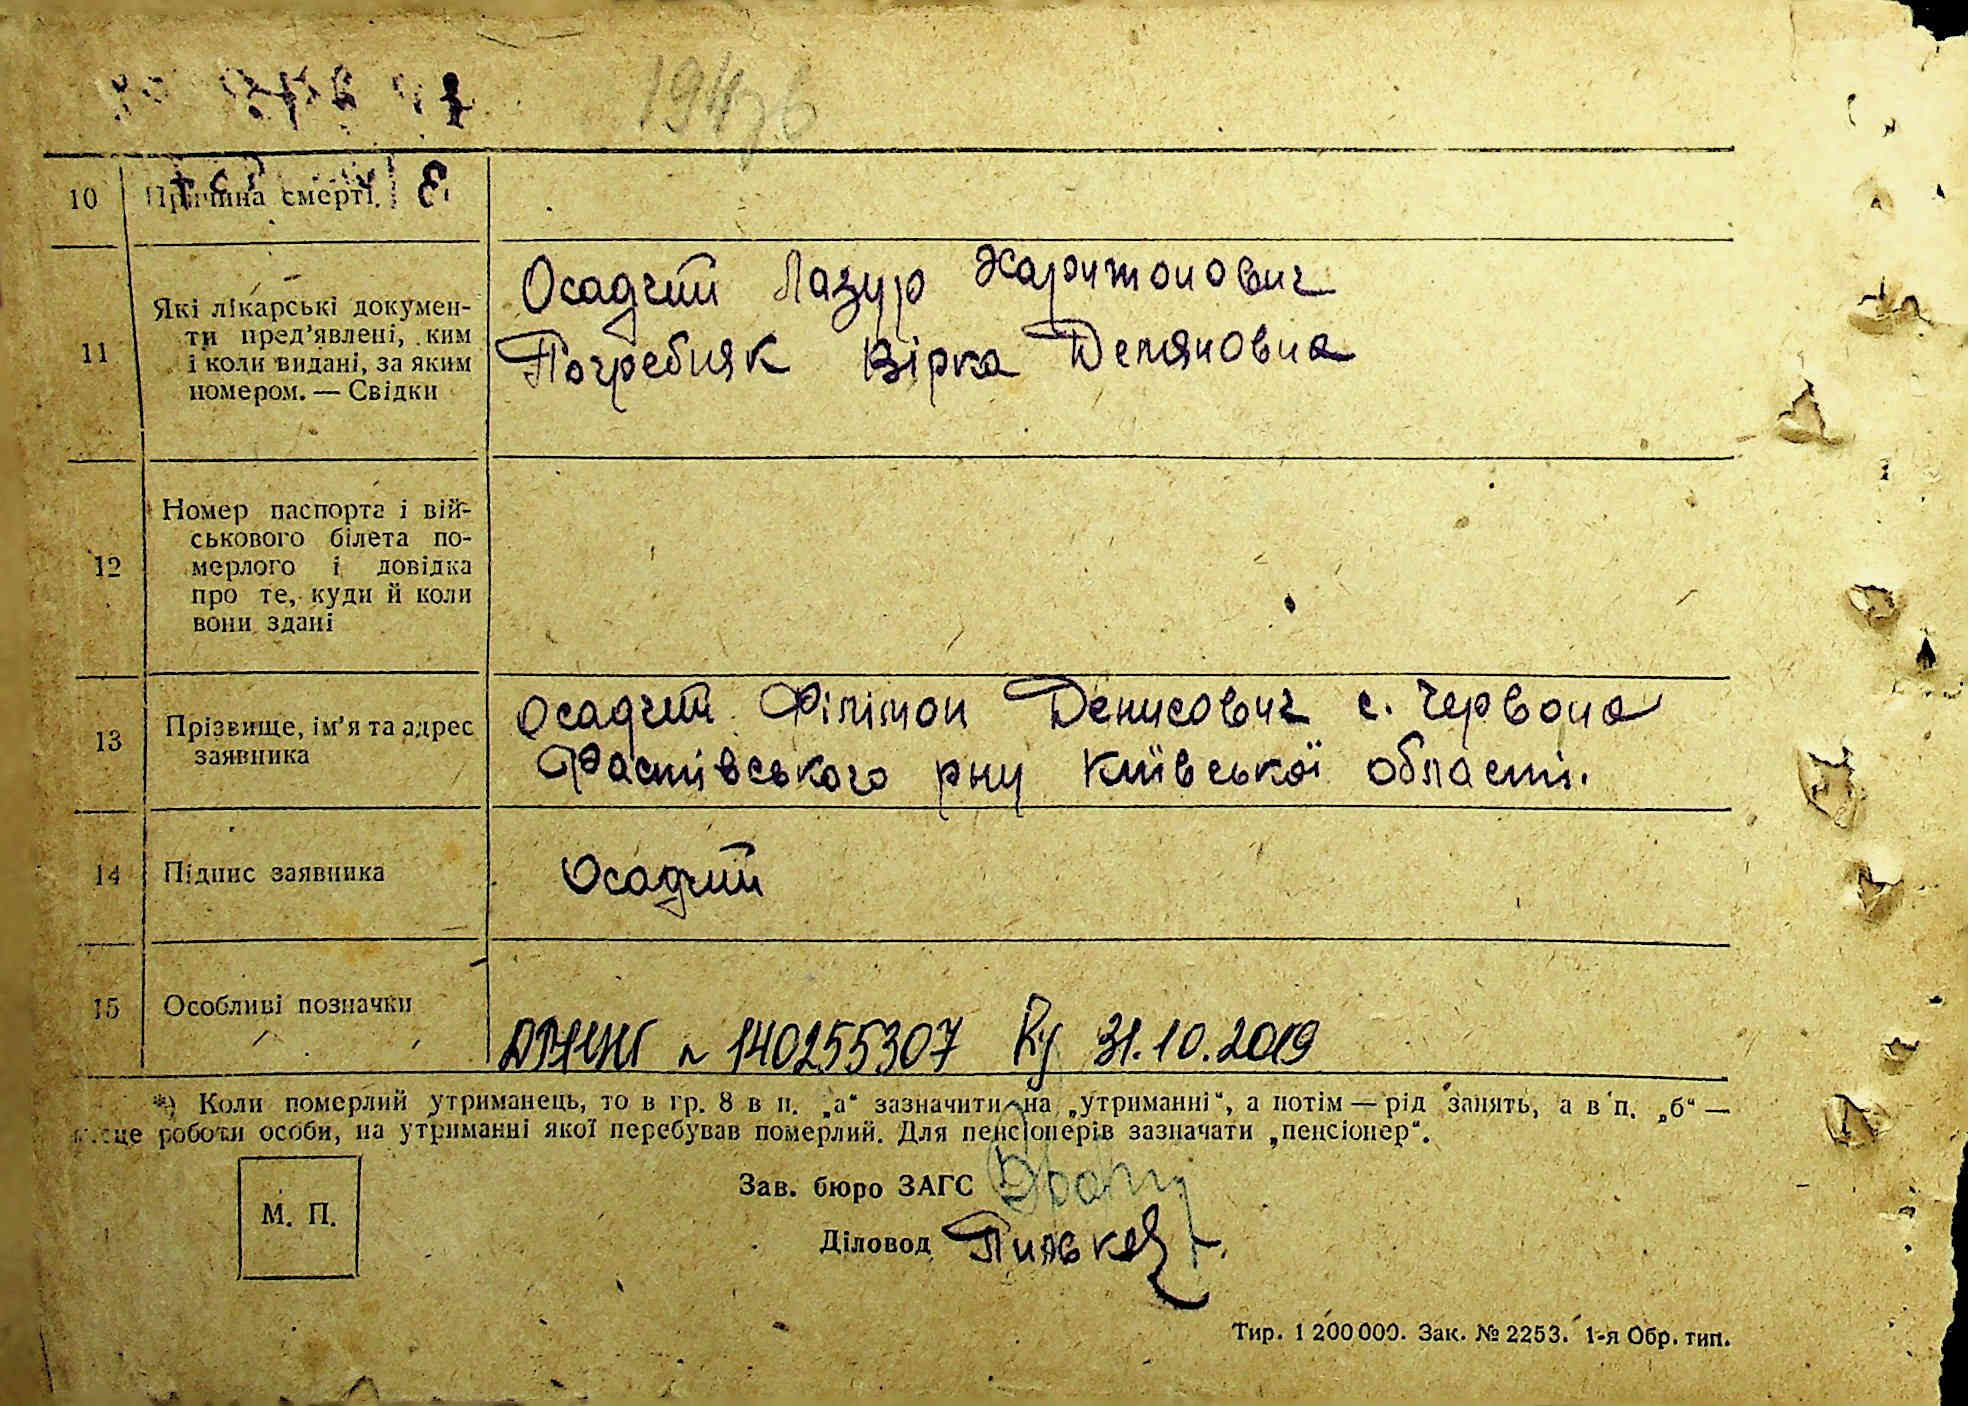 10 Причина смерті
11 Які лікарські докумен-
ти пред'явлені, ким
і коли видані, за яким
номером. — Свідки
Осадчий Лазур Харитонович
Погребняк Вірка Демяновна
12 Номер паспорта і вій-
ськового білета по-
мерлого і довідка
про те, куди й коли
вони здані
13 Прізвище, ім'я та адрес
заявника
Осадчий Філімон Денисович с. Червона
Фастівського рну Київської області.
14 Підпис заявника
Осадчий
15 Особливі позначки
№ 140255307 31.10.2019
*) Коли померлий утриманець, то в гр. 8 в п. „а“ зазначити на „утриманні“, а потім — рід занять, а в п. „б“ —
місце роботи особи, на утриманні якої перебував померлий. Для пенсіонерів зазначати „пенсіонер“.
М. П.
Зав. бюро ЗАГС
Діловод
Тир. 1 200 000. Зак. № 2253. 1-я Обр. тип.